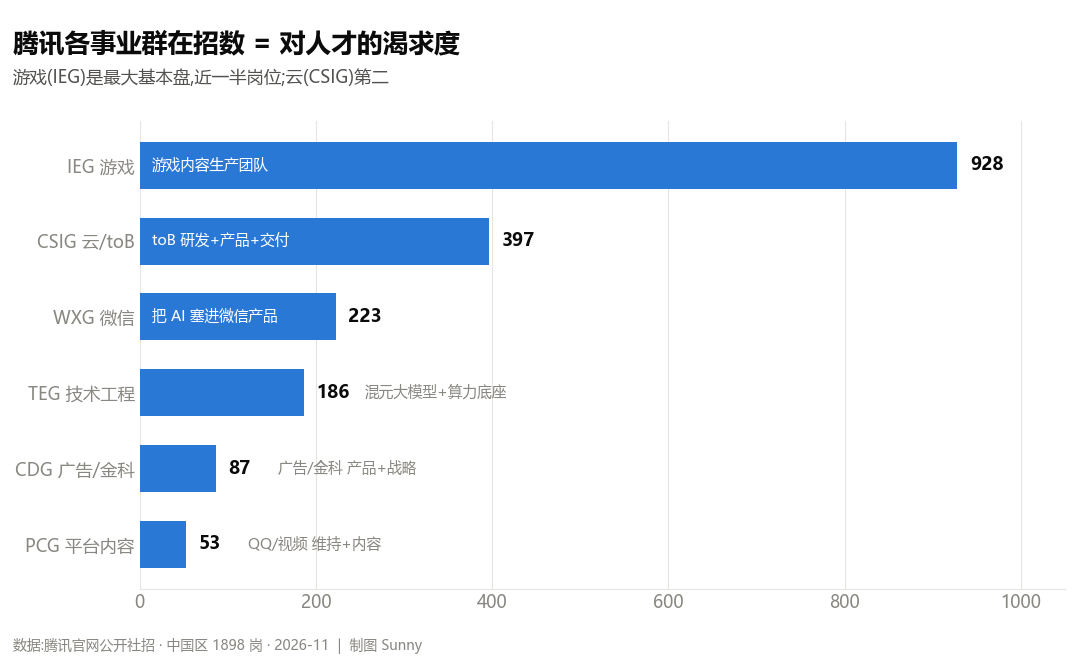 腾讯各事业群在招数 = 对人才的渴求度
游戏(IEG)是最大基本盘,近一半岗位;云(CSIG)第二
IEG 游戏 游戏内容生产团队 928
CSIG 云/toB toB 研发+产品+交付 397
WXG 微信 把 AI 塞进微信产品 223
TEG 技术工程 186 混元大模型+算力底座
CDG 广告/金科 87 广告/金科 产品+战略
PCG 平台内容 53 QQ/视频 维持+内容
0 200 400 600 800 1000
数据:腾讯官网公开社招 · 中国区 1898 岗 · 2026-11 | 制图 Sunny